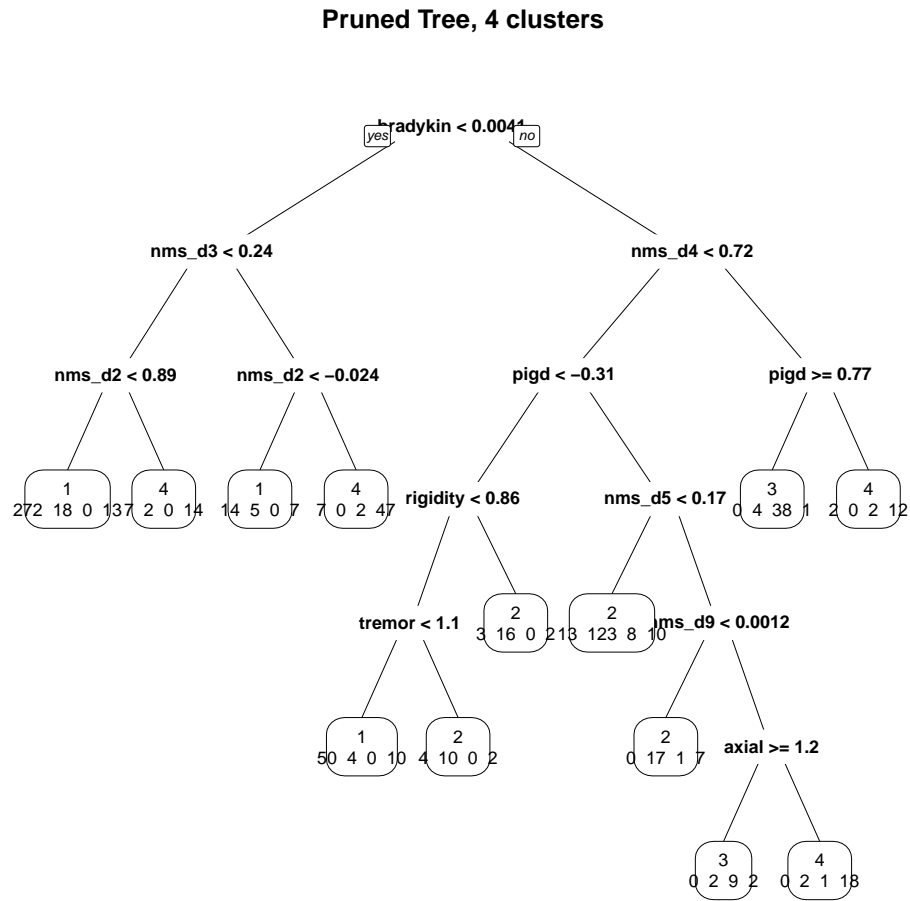 Pruned Tree, 4 clusters
bradykin < 0.0041
yes
no
nms_d3 < 0.24
nms_d4 < 0.72
nms_d2 < 0.89
nms_d2 < −0.024
pigd < −0.31
pigd >= 0.77
1
272 18 0 13
4
7 2 0 14
1
14 5 0 7
4
7 0 2 47
rigidity < 0.86
nms_d5 < 0.17
3
0 4 38 1
4
2 0 2 12
tremor < 1.1
2
3 16 0 2
2
13 123 8 10
nms_d9 < 0.0012
1
50 4 0 10
2
4 10 0 2
2
0 17 1 7
axial >= 1.2
3
0 2 9 2
4
0 2 1 18